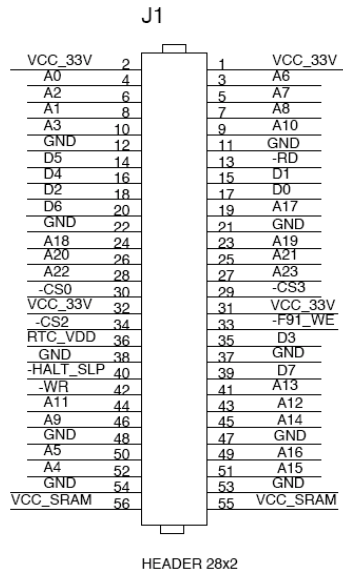 J1
VCC_33V 2 1 VCC_33V
A0 4 3 A6
A2 6 5 A7
A1 8 7 A8
A3 10 9 A10
GND 12 11 GND
D5 14 13 -RD
D4 16 15 D1
D2 18 17 D0
D6 20 19 A17
GND 22 21 GND
A18 24 23 A19
A20 26 25 A21
A22 28 27 A23
-CS0 30 29 -CS3
VCC_33V 32 31 VCC_33V
-CS2 34 33 -F91_WE
RTC_VDD 36 35 D3
GND 38 37 GND
-HALT_SLP 40 39 D7
-WR 42 41 A13
A11 44 43 A12
A9 46 45 A14
GND 48 47 GND
A5 50 49 A16
A4 52 51 A15
GND 54 53 GND
VCC_SRAM 56 55 VCC_SRAM
HEADER 28x2